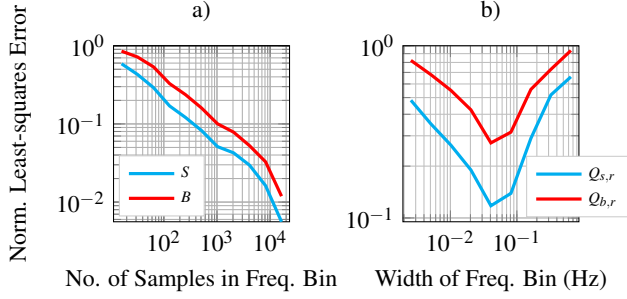 a)
b)
Norm. Least-squares Error
10^0
10^-1
10^-2
S
B
10^2
10^3
10^4
No. of Samples in Freq. Bin
10^0
10^-1
Q_{s,r}
Q_{b,r}
10^-2
10^-1
Width of Freq. Bin (Hz)